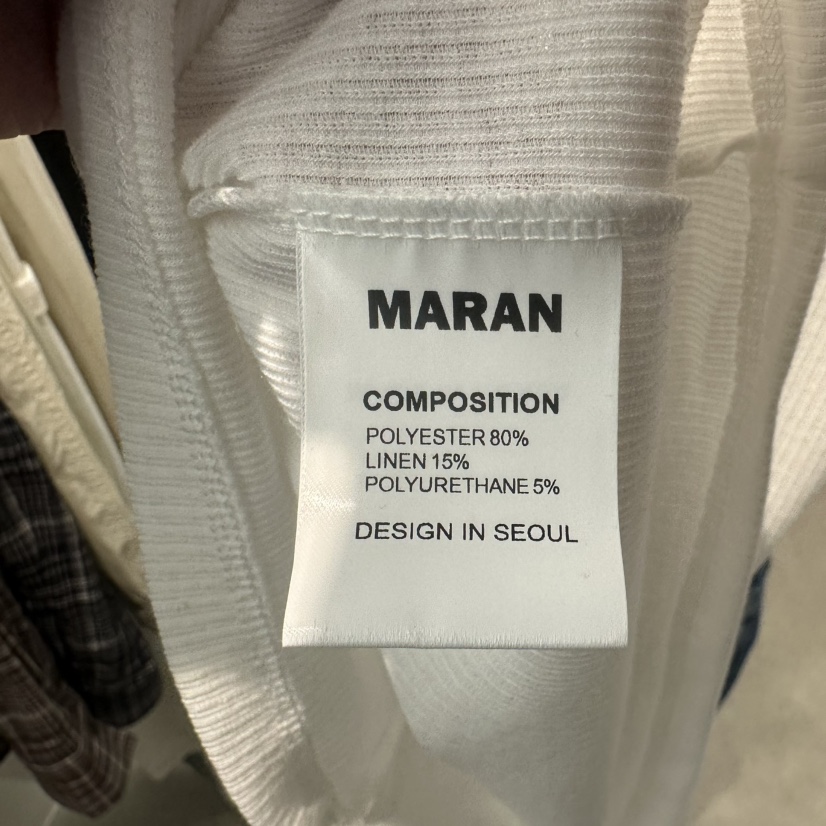 MARAN
COMPOSITION
POLYESTER 80%
LINEN 15%
POLYURETHANE 5%
DESIGN IN SEOUL